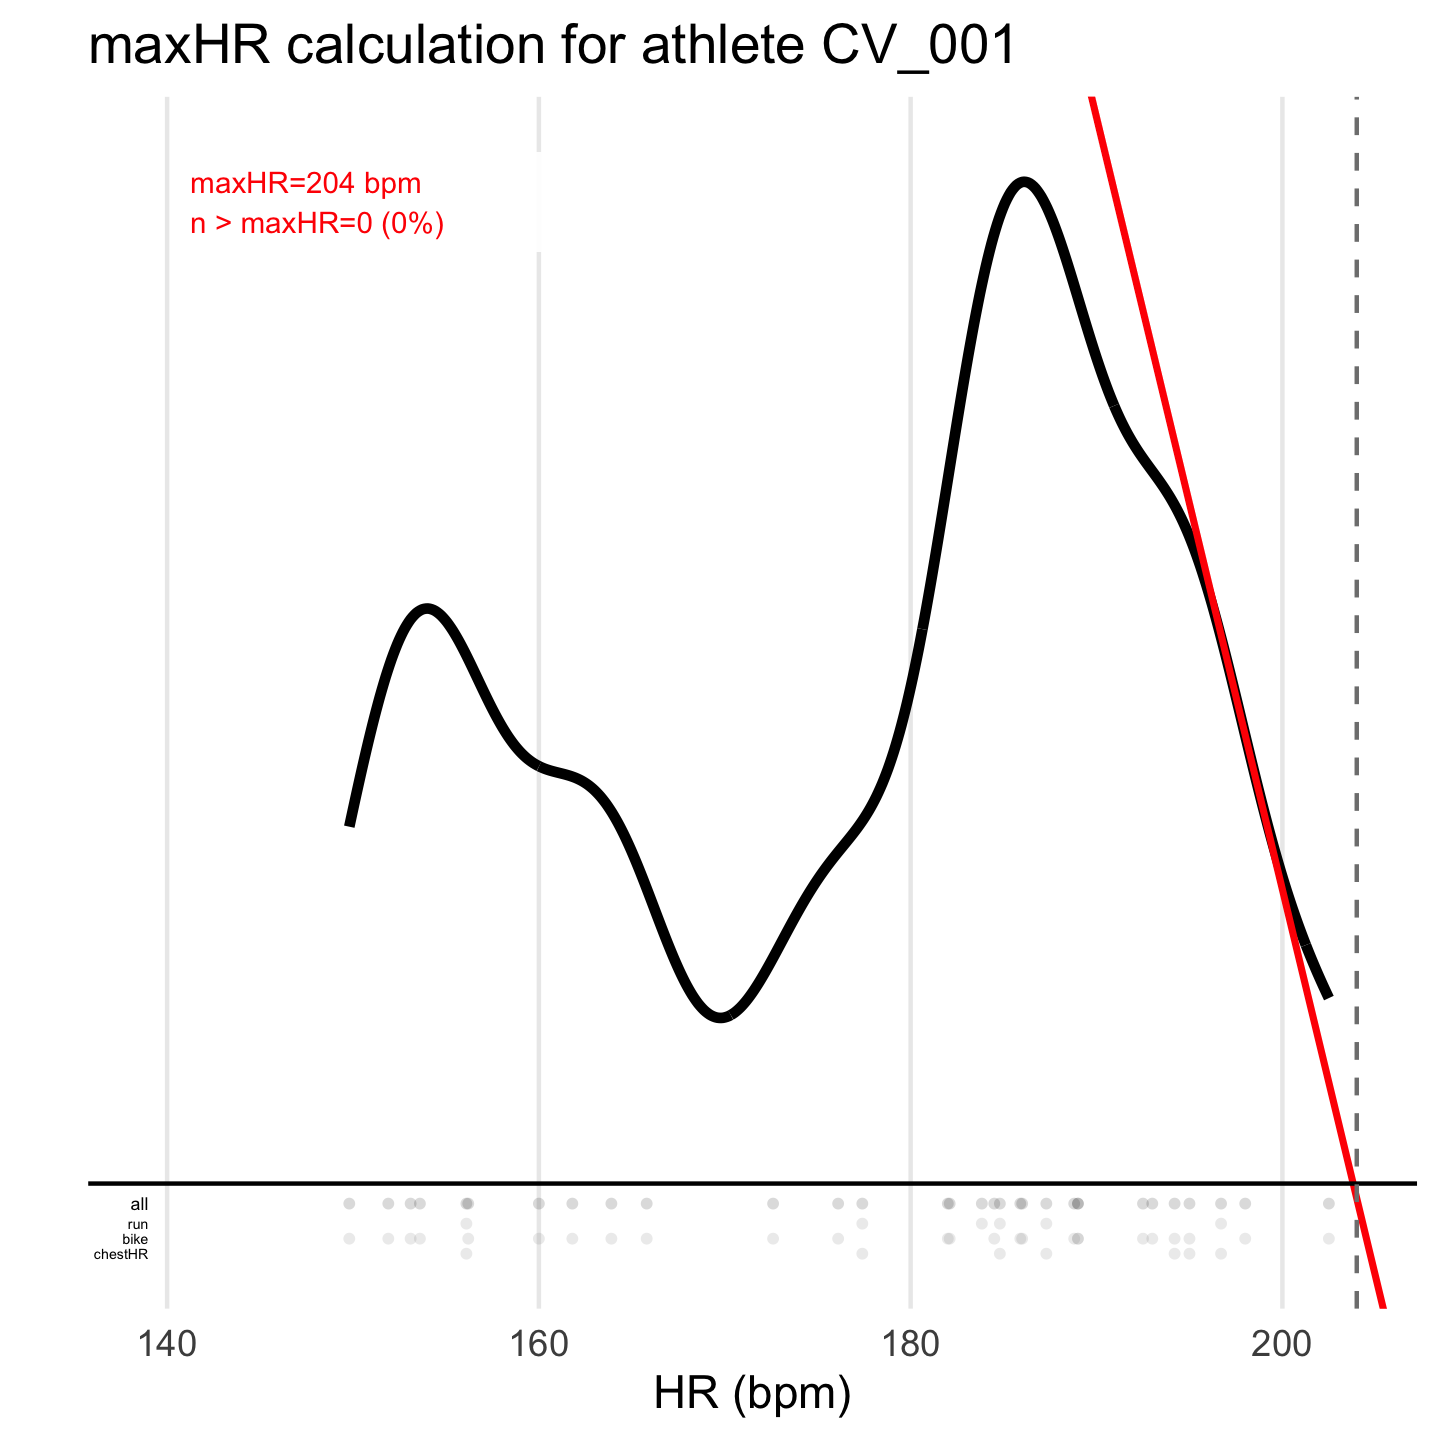 maxHR calculation for athlete CV_001
maxHR=204 bpm
n > maxHR=0 (0%)
all
run
bike
chestHR
140 160 180 200
HR (bpm)